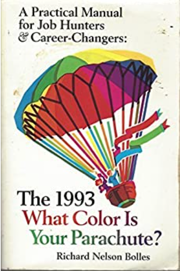 A Practical Manual
for Job Hunters
& Career-Changers:
The 1993
What Color Is
Your Parachute?
Richard Nelson Bolles